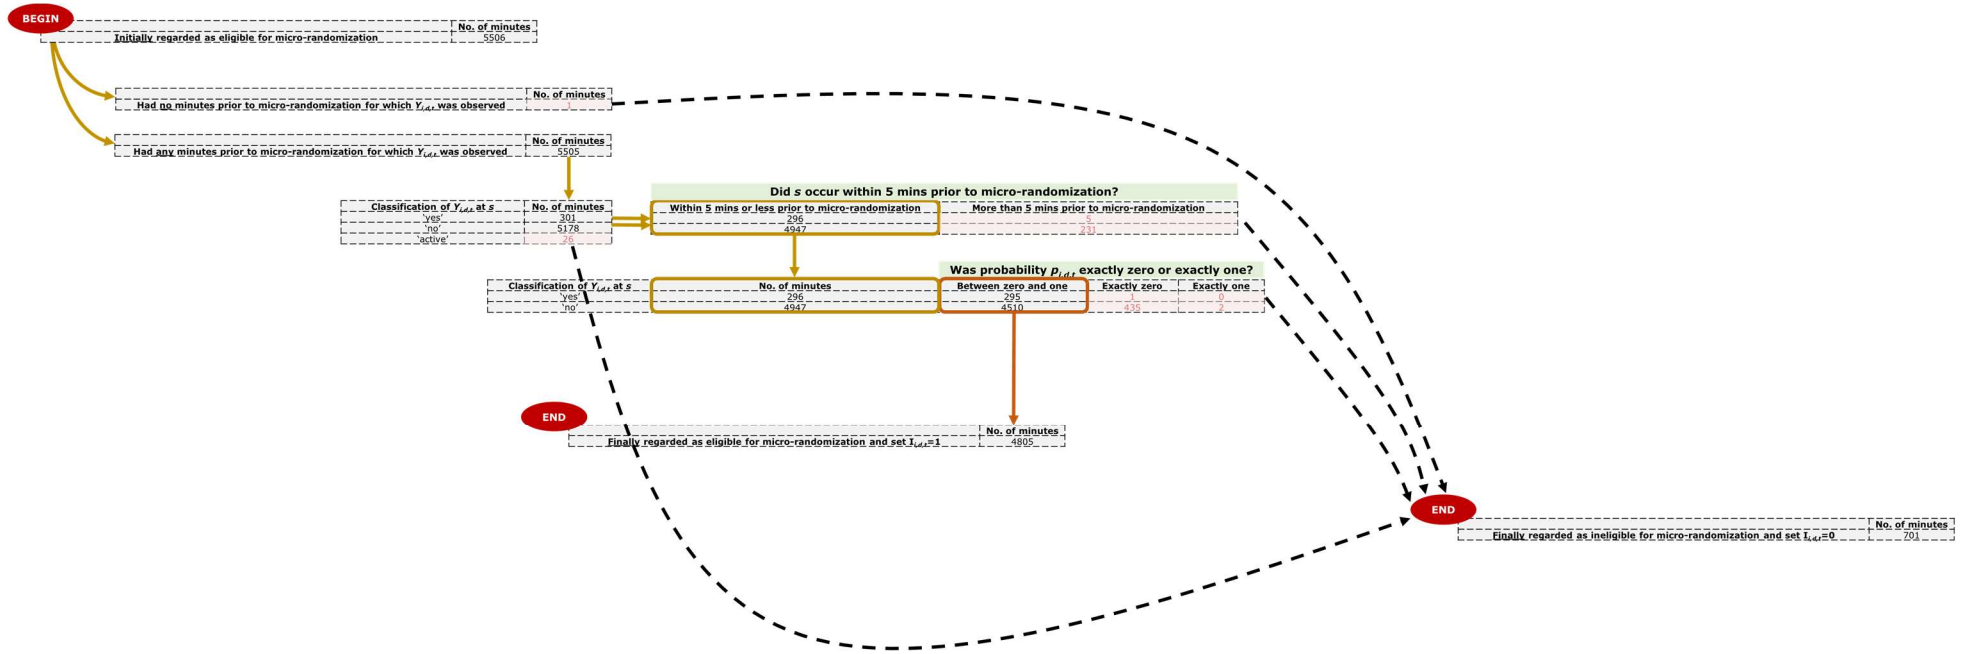 BEGIN
No. of minutes
Initially regarded as eligible for micro-randomization 5506
No. of minutes
Had no minutes prior to micro-randomization for which Yi,d,t was observed 1
No. of minutes
Had any minutes prior to micro-randomization for which Yi,d,t was observed 5505
Did s occur within 5 mins prior to micro-randomization?
Classification of Yi,d,t at s No. of minutes Within 5 mins or less prior to micro-randomization More than 5 mins prior to micro-randomization
‘yes’ 301 296 5
‘no’ 5178 4947 231
‘active’ 26
Was probability pi,d,t exactly zero or exactly one?
Classification of Yi,d,t at s No. of minutes Between zero and one Exactly zero Exactly one
‘yes’ 296 295 1 0
‘no’ 4947 4510 435 2
END
No. of minutes
Finally regarded as eligible for micro-randomization and set Ii,d,t=1 4805
END
No. of minutes
Finally regarded as ineligible for micro-randomization and set Ii,d,t=0 701